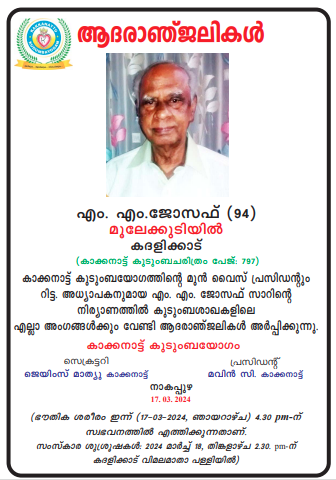 ആദരാഞ്ജലികൾ
എം. എം.ജോസഫ് (94)
മൂലേക്കുടിയിൽ
കദളിക്കാട്
(കാക്കനാട്ട് കുടുംബചരിത്രം പേജ്: 797)
കാക്കനാട്ട് കുടുംബയോഗത്തിന്റെ മുൻ വൈസ് പ്രസിഡന്റും
റിട്ട. അധ്യാപകനുമായ എം. എം. ജോസഫ് സാറിന്റെ
നിര്യാണത്തിൽ കുടുംബശാഖകളിലെ
എല്ലാ അംഗങ്ങൾക്കും വേണ്ടി ആദരാഞ്ജലികൾ അർപ്പിക്കുന്നു.
കാക്കനാട്ട് കുടുംബയോഗം
സെക്രട്ടറി പ്രസിഡന്റ്
ജെയിംസ് മാത്യൂ കാക്കനാട്ട് മവിൻ സി. കാക്കനാട്ട്
നാകപ്പുഴ
17. 03. 2024
(ഭൗതിക ശരീരം ഇന്ന് (17-03-2024, ഞായറാഴ്ച) 4.30 pm-ന്
സ്വഭവനത്തിൽ എത്തിക്കുന്നതാണ്.
സംസ്കാര ശുശ്രൂഷകൾ: 2024 മാർച്ച് 18, തിങ്കളാഴ്ച 2.30. pm-ന്
കദളിക്കാട് വിമലമാതാ പള്ളിയിൽ)